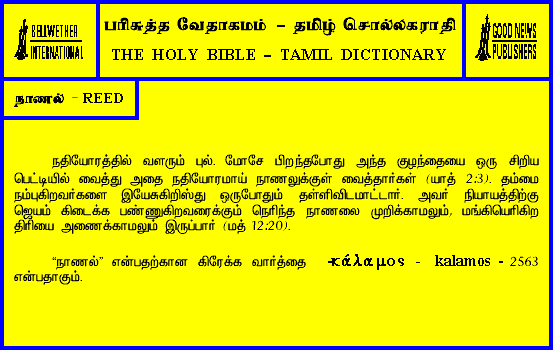 BELLWETHER
INTERNATIONAL
பரிசுத்த வேதாகமம் – தமிழ் சொல்லகராதி
THE HOLY BIBLE – TAMIL DICTIONARY
GOOD NEWS
PUBLISHERS
நாணல் – REED
நதியோரத்தில் வளரும் புல். மோசே பிறந்தபோது அந்த குழந்தையை ஒரு சிறிய
பெட்டியில் வைத்து அதை நதியோரமாய் நாணலுக்குள் வைத்தார்கள் (யாத் 2:3). தம்மை
நம்புகிறவர்களை இயேசுகிறிஸ்து ஒருபோதும் தள்ளிவிடமாட்டார். அவர் நியாயத்திற்கு
ஜெயம் கிடைக்க பண்ணுகிறவரைக்கும் நெரிந்த நாணலை முறிக்காமலும், மங்கியெரிகிற
திரியை அணைக்காமலும் இருப்பார் (மத் 12:20).
“நாணல்” என்பதற்கான கிரேக்க வார்த்தை -κάλαμος - kalamos - 2563
என்பதாகும்.